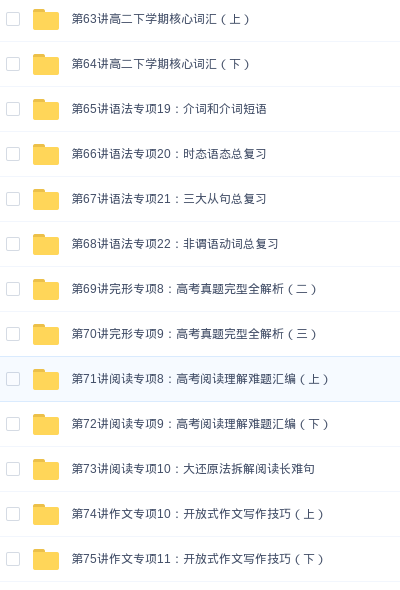 第63讲高二下学期核心词汇（上）
第64讲高二下学期核心词汇（下）
第65讲语法专项19：介词和介词短语
第66讲语法专项20：时态语态总复习
第67讲语法专项21：三大从句总复习
第68讲语法专项22：非谓语动词总复习
第69讲完形专项8：高考真题完型全解析（二）
第70讲完形专项9：高考真题完型全解析（三）
第71讲阅读专项8：高考阅读理解难题汇编（上）
第72讲阅读专项9：高考阅读理解难题汇编（下）
第73讲阅读专项10：大还原法拆解阅读长难句
第74讲作文专项10：开放式作文写作技巧（上）
第75讲作文专项11：开放式作文写作技巧（下）